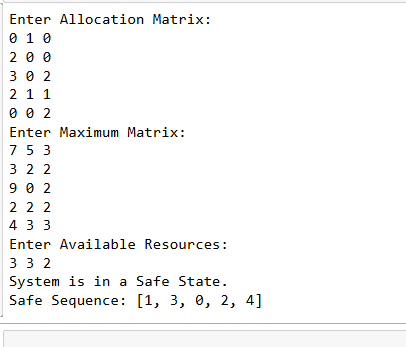 Enter Allocation Matrix:
0 1 0
2 0 0
3 0 2
2 1 1
0 0 2
Enter Maximum Matrix:
7 5 3
3 2 2
9 0 2
2 2 2
4 3 3
Enter Available Resources:
3 3 2
System is in a Safe State.
Safe Sequence: [1, 3, 0, 2, 4]